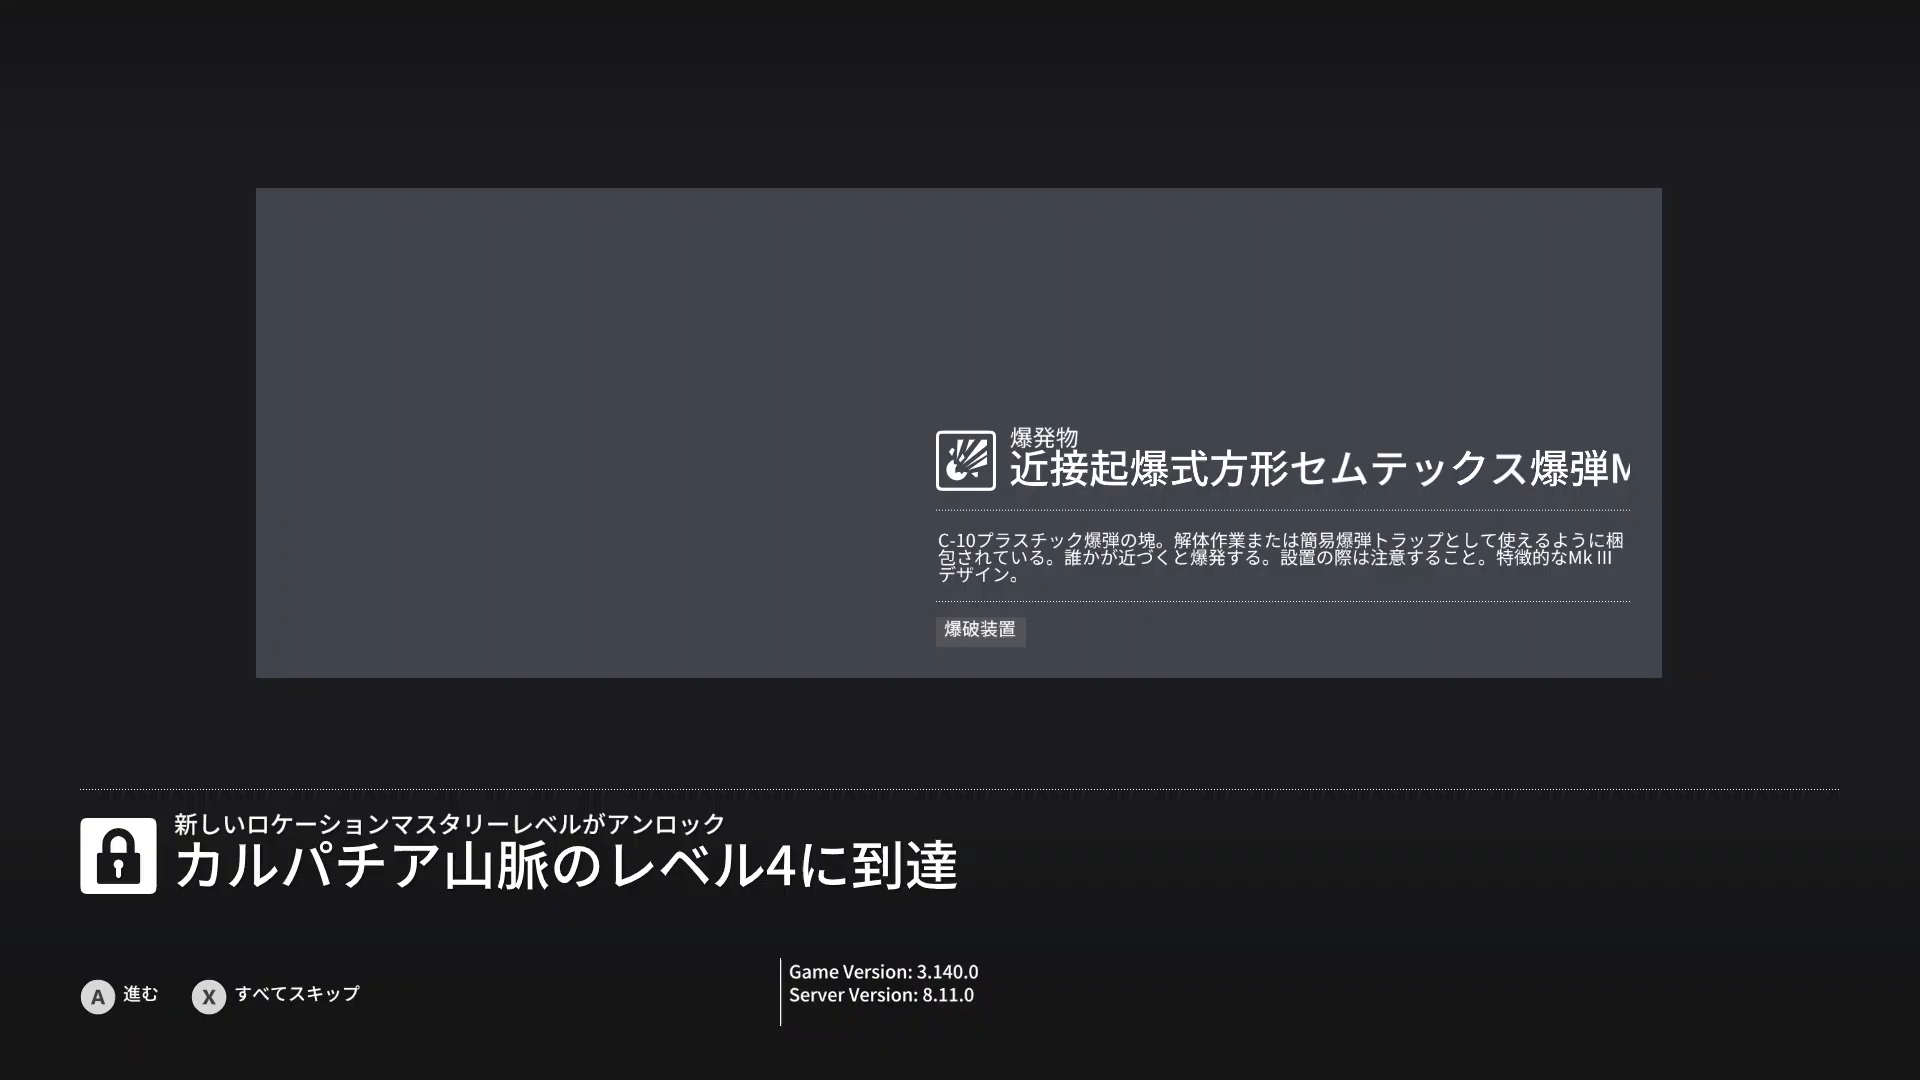 爆発物
近接起爆式方形セムテックス爆弾M
C-10プラスチック爆弾の塊。解体作業または簡易爆弾トラップとして使えるように梱
包されている。誰かが近づくと爆発する。設置の際は注意すること。特徴的なMk III
デザイン。
爆破装置
新しいロケーションマスタリーレベルがアンロック
カルパチア山脈のレベル4に到達
A 進む X すべてスキップ
Game Version: 3.140.0
Server Version: 8.11.0